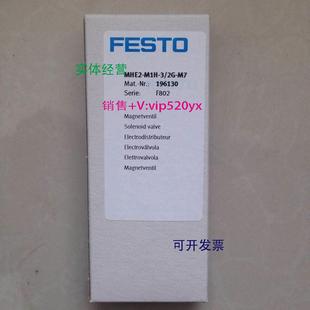 FESTO
实体经营
MHE2-M1H-3/2G-M7
Mat.-Nr.: 196130
Serie: F802
销售+V:vip520yx
Magnetventil
Solenoid valve
Electrodistributeur
Electroválvula
Elettrovalvola
Magnetventil
可开发票